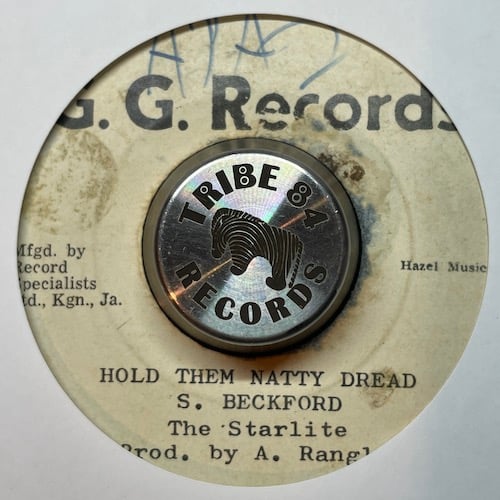 G. G. Records
TRIBE 84
RECORDS
Mfgd. by
Record
Specialists
Ltd., Kgn., Ja.
Hazel Music
HOLD THEM NATTY DREAD
S. BECKFORD
The Starlite
Prod. by A. Rangl